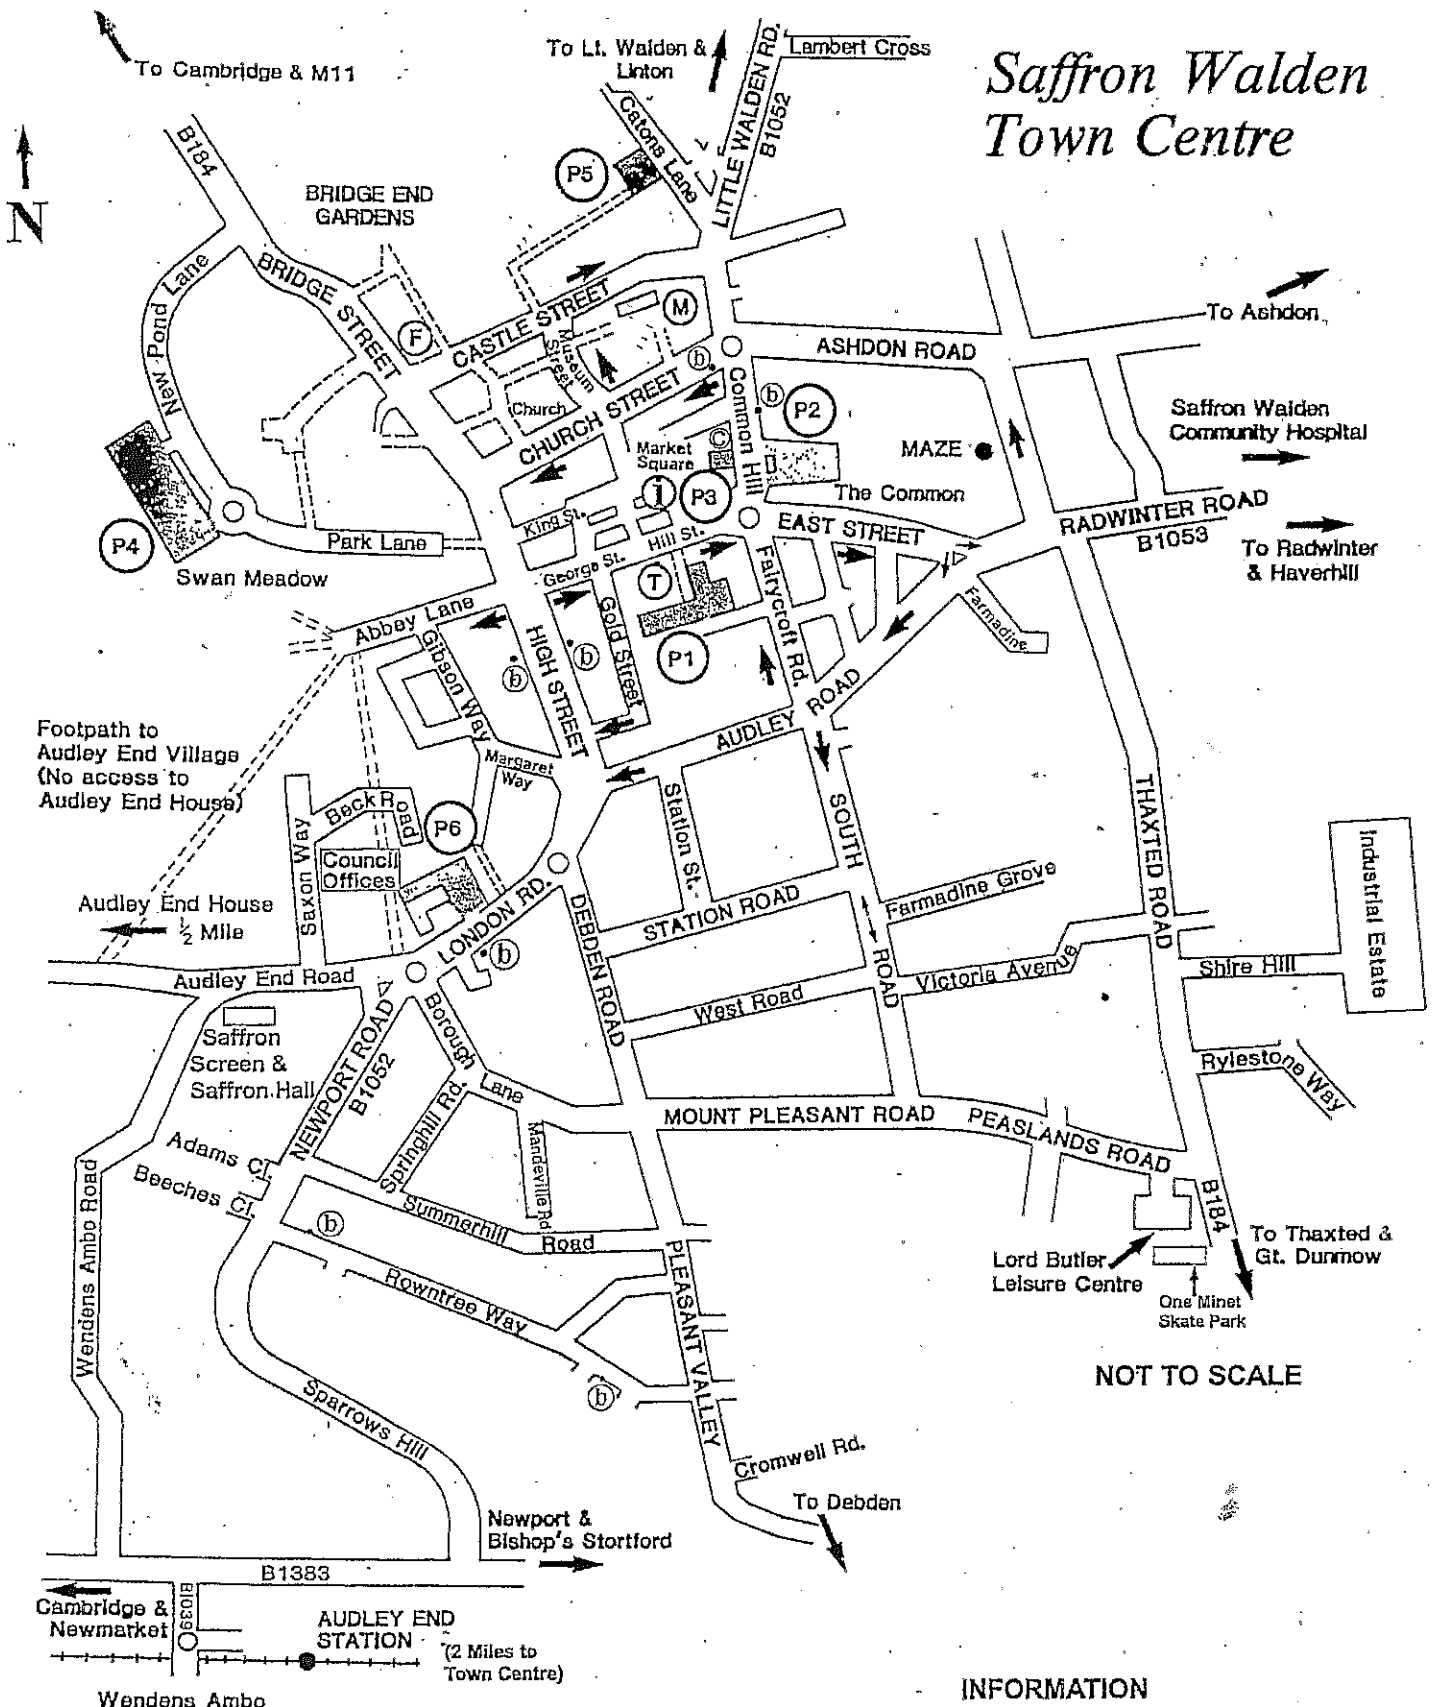 Saffron Walden
Town Centre
To Cambridge & M11
To Lt. Walden &
Linton
LITTLE WALDEN RD.
B1052
Lambert Cross
Catons Lane
P5
N
B184
BRIDGE END
GARDENS
New Pond Lane
BRIDGE STREET
F
CASTLE STREET
M
Museum
Street
ASHDON ROAD
To Ashdon
b
Common Hill
b
P2
Church
CHURCH STREET
Market
Square
C
MAZE
Saffron Walden
Community Hospital
i
P3
The Common
King St.
Hill St.
EAST STREET
RADWINTER ROAD
B1053
To Radwinter
& Haverhill
P4
Park Lane
Swan Meadow
George St.
T
Fairycroft Rd.
Farmadine
Abbey Lane
Gibson Way
HIGH STREET
Gold Street
b
b
P1
AUDLEY ROAD
Footpath to
Audley End Village
(No access to
Audley End House)
Margaret
Way
Beck Road
P6
Saxon Way
Council
Offices
Station St.
SOUTH ROAD
THAXTED ROAD
Industrial Estate
Audley End House
½ Mile
LONDON RD.
DEBDEN ROAD
STATION ROAD
Farmadine Grove
b
Audley End Road
West Road
Victoria Avenue
Shire Hill
Saffron
Screen &
Saffron Hall
NEWPORT ROAD
B1052
Borough Lane
Rylestone Way
Springhill Rd.
Mandeville Rd
MOUNT PLEASANT ROAD
PEASLANDS ROAD
Adams Cl.
Beeches Cl.
Summerhill Road
B184
Wendens Ambo Road
b
Rowntree Way
PLEASANT VALLEY
Lord Butler
Leisure Centre
To Thaxted &
Gt. Dunmow
One Minet
Skate Park
NOT TO SCALE
b
Sparrows Hill
Cromwell Rd.
To Debden
Newport &
Bishop's Stortford
B1383
Cambridge &
Newmarket
B1039
AUDLEY END
STATION
(2 Miles to
Town Centre)
Wendens Ambo
INFORMATION